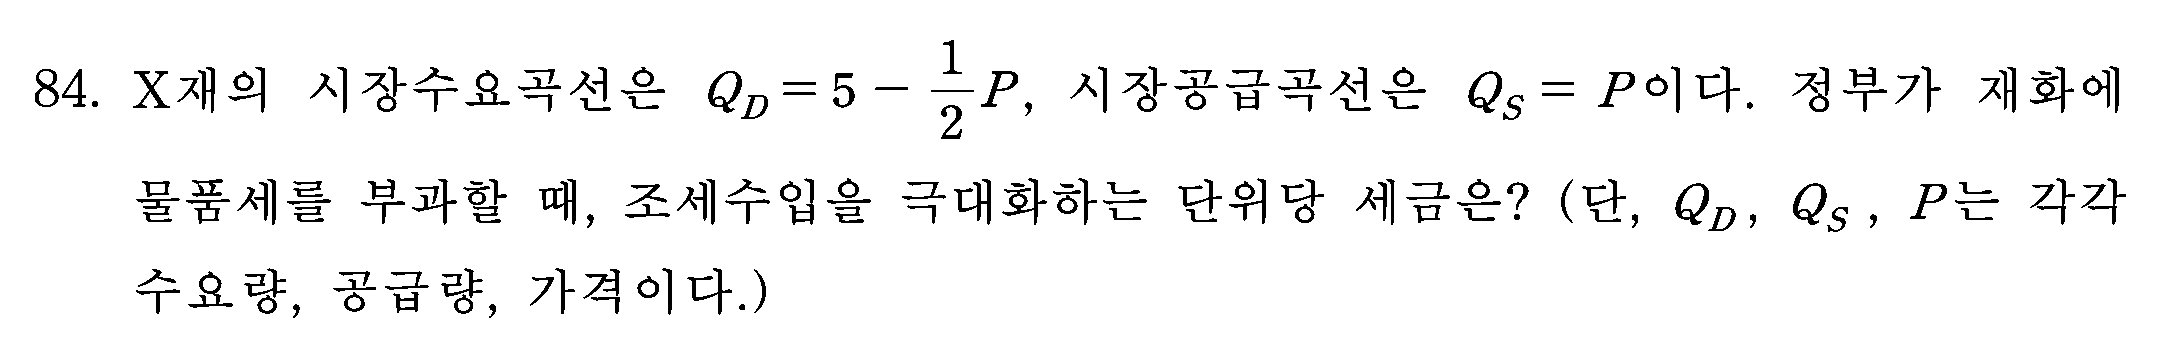 84. X재의 시장수요곡선은 $Q_D = 5 - \frac{1}{2}P$, 시장공급곡선은 $Q_S = P$이다. 정부가 재화에
물품세를 부과할 때, 조세수입을 극대화하는 단위당 세금은? (단, $Q_D$, $Q_S$, $P$는 각각
수요량, 공급량, 가격이다.)